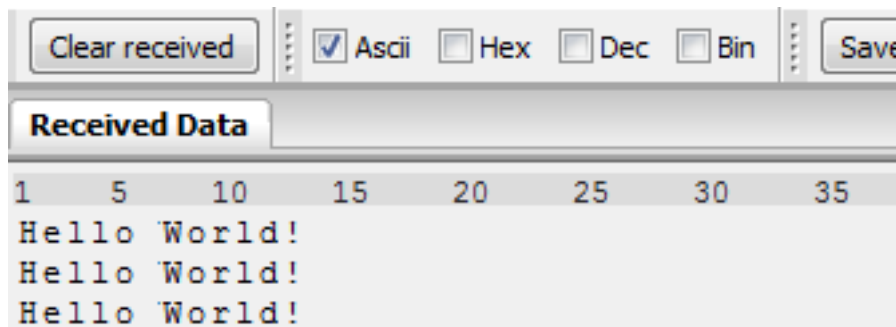 Clear received Ascii Hex Dec Bin Save
Received Data
1 5 10 15 20 25 30 35
Hello World!
Hello World!
Hello World!